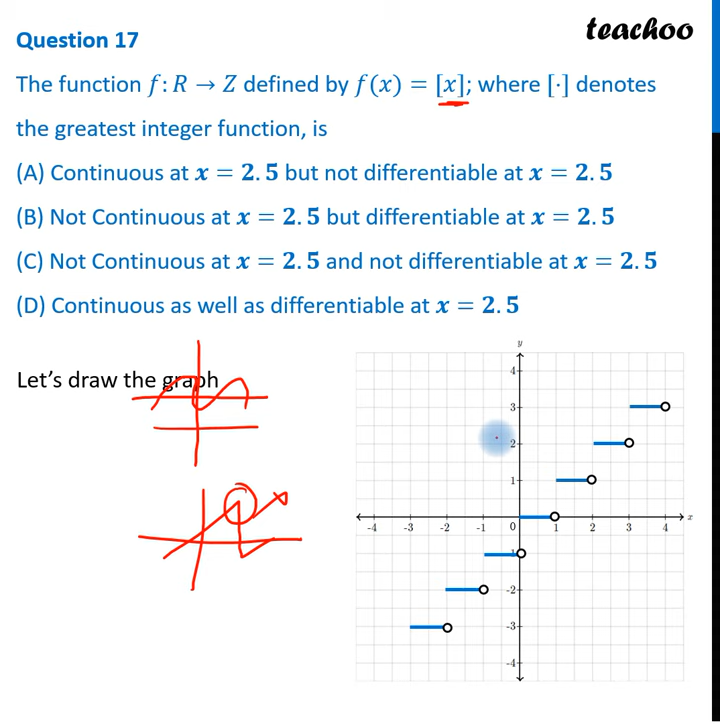 teachoo
Question 17
The function f: R → Z defined by f(x) = [x]; where [·] denotes
the greatest integer function, is
(A) Continuous at x = 2.5 but not differentiable at x = 2.5
(B) Not Continuous at x = 2.5 but differentiable at x = 2.5
(C) Not Continuous at x = 2.5 and not differentiable at x = 2.5
(D) Continuous as well as differentiable at x = 2.5
Let's draw the graph
y
4
3
2
1
-4 -3 -2 -1 0 1 2 3 4 x
-1
-2
-3
-4